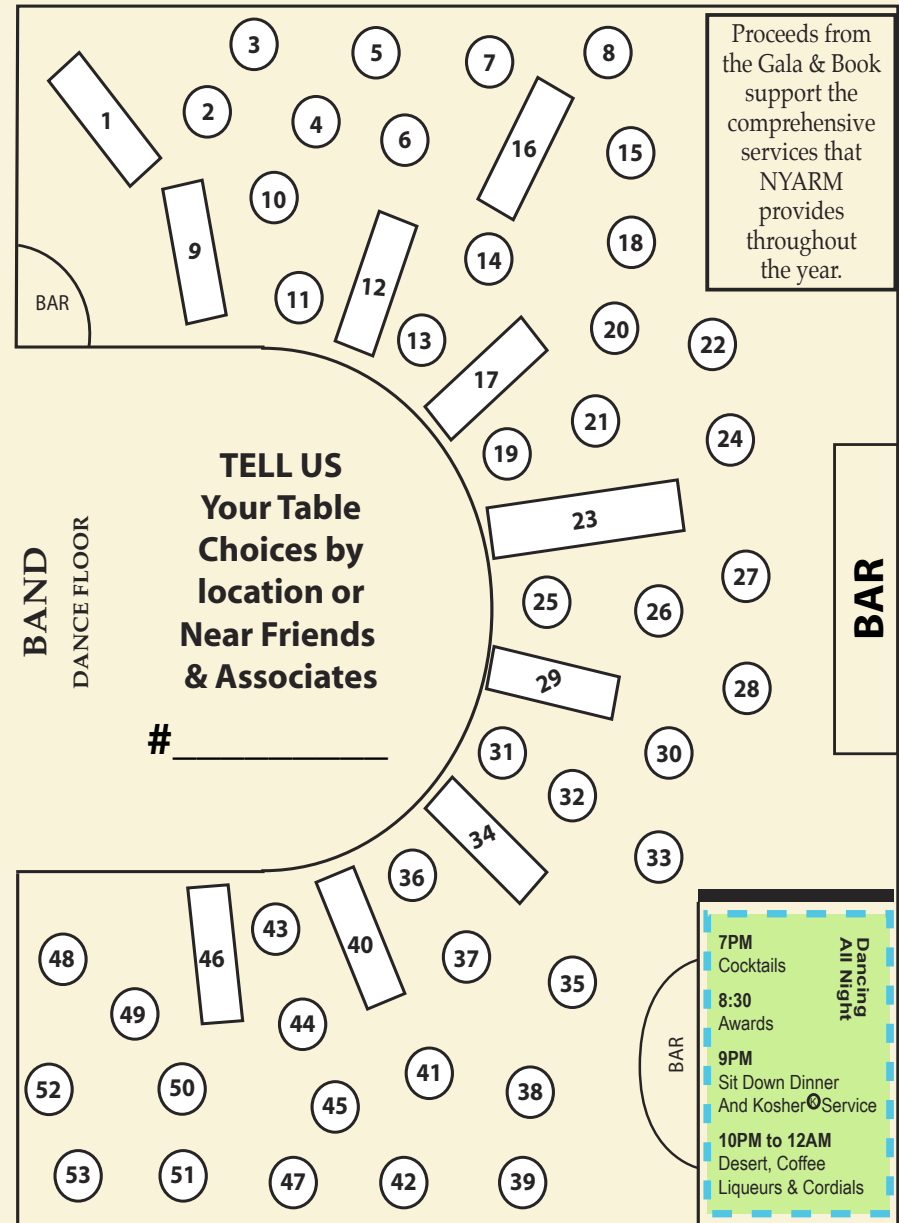 3
5
7
8
Proceeds from
the Gala & Book
support the
comprehensive
services that
NYARM
provides
throughout
the year.
1
2
4
6
16
15
10
9
12
14
18
BAR
11
13
20
22
17
19
21
24
TELL US
Your Table
Choices by
location or
Near Friends
& Associates
#___________
BAND
DANCE FLOOR
23
25
26
27
BAR
29
28
31
30
32
34
33
36
43
46
40
37
35
48
49
44
52
50
45
41
38
53
51
47
42
39
BAR
Dancing
All Night
7PM
Cocktails
8:30
Awards
9PM
Sit Down Dinner
And Kosher K Service
10PM to 12AM
Desert, Coffee
Liqueurs & Cordials